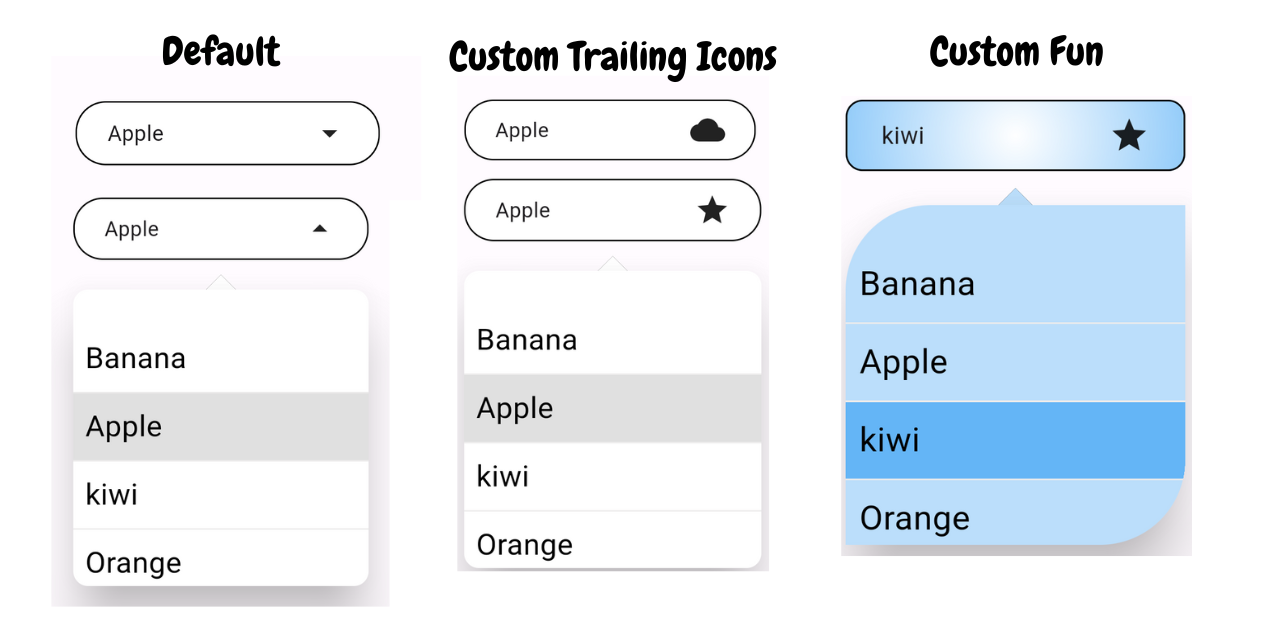 Default
Apple
Apple
Banana
Apple
kiwi
Orange
Custom Trailing Icons
Apple
Apple
Banana
Apple
kiwi
Orange
Custom Fun
kiwi
Banana
Apple
kiwi
Orange